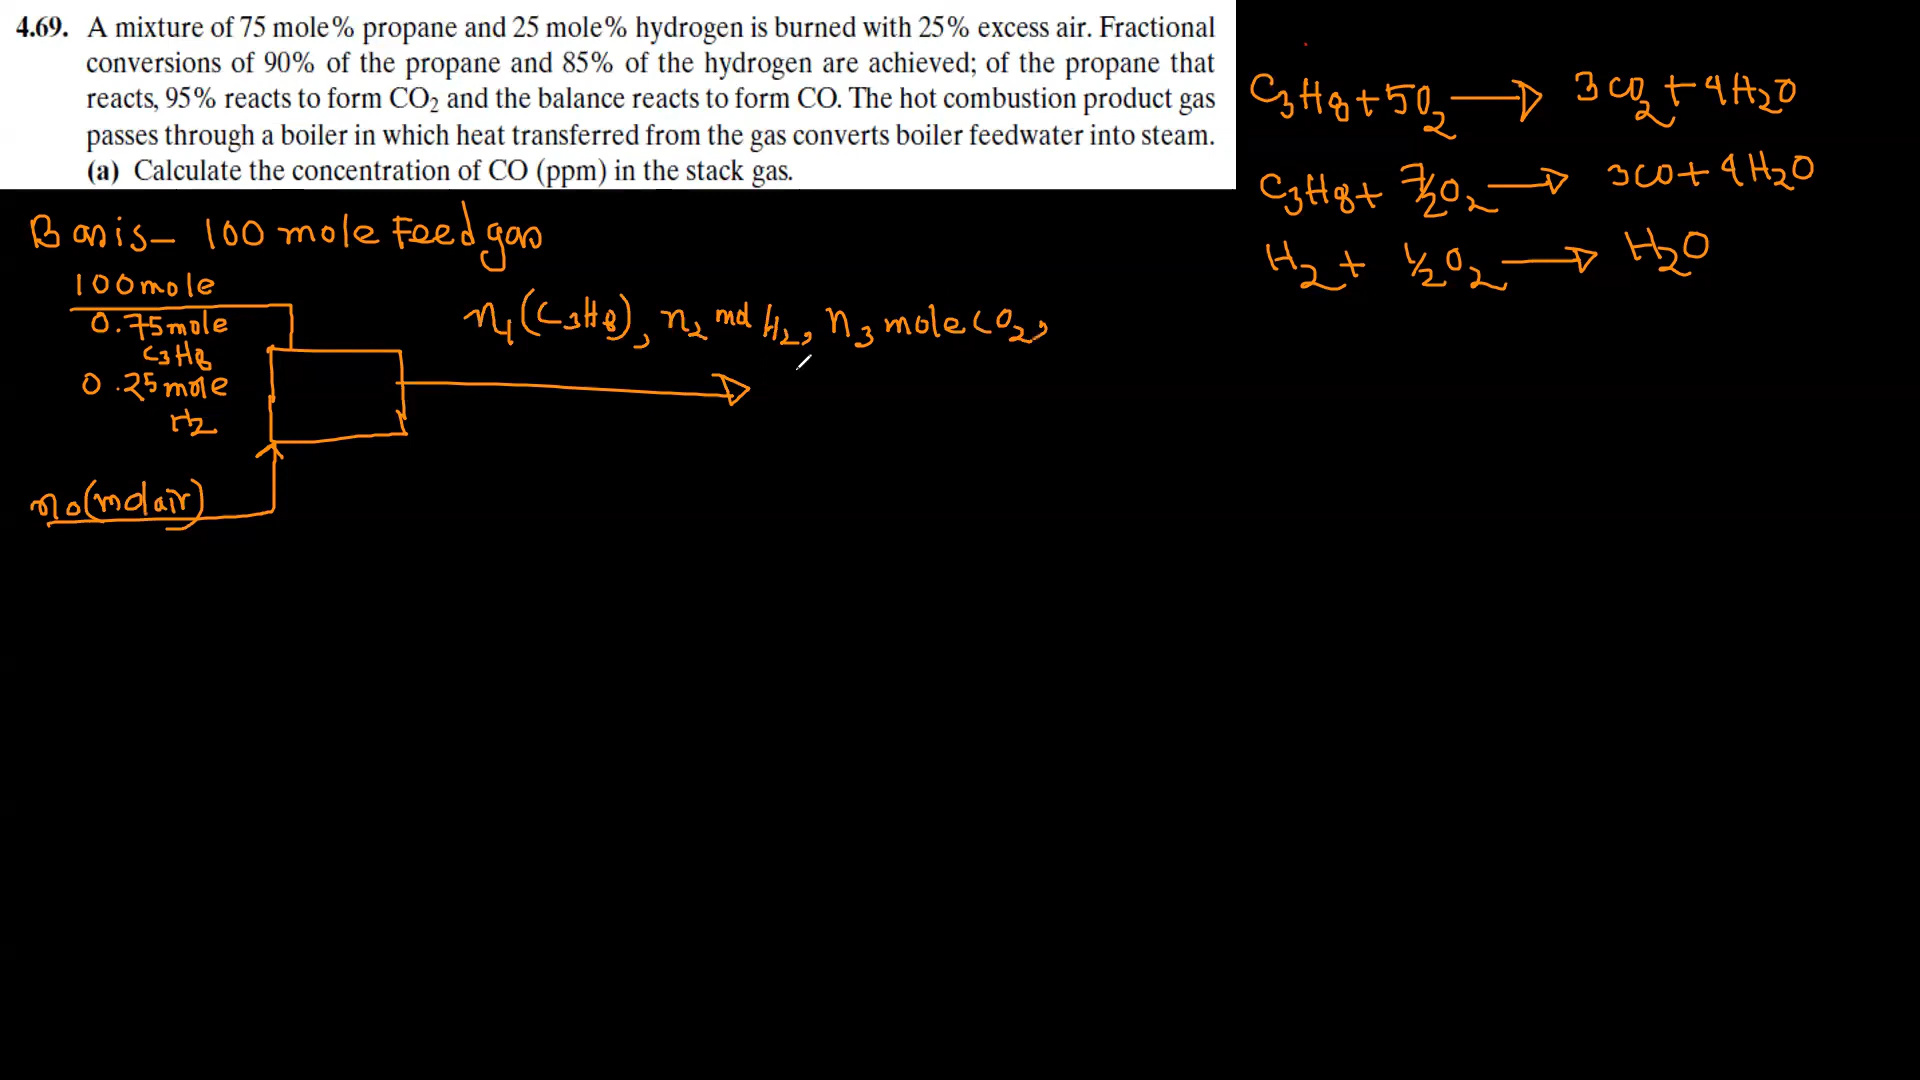 4.69. A mixture of 75 mole% propane and 25 mole% hydrogen is burned with 25% excess air. Fractional
conversions of 90% of the propane and 85% of the hydrogen are achieved; of the propane that
reacts, 95% reacts to form CO₂ and the balance reacts to form CO. The hot combustion product gas
passes through a boiler in which heat transferred from the gas converts boiler feedwater into steam.
(a) Calculate the concentration of CO (ppm) in the stack gas.
C₃H₈ + 5O₂ → 3CO₂ + 4H₂O
C₃H₈ + 7/2 O₂ → 3CO + 4H₂O
H₂ + 1/2 O₂ → H₂O
Basis - 100 mole Feed gas
100 mole
0.75 mole
C₃H₈
0.25 mole
H₂
n₁(C₃H₈), n₂ mol H₂, n₃ mole CO₂,
n₀(mol air)